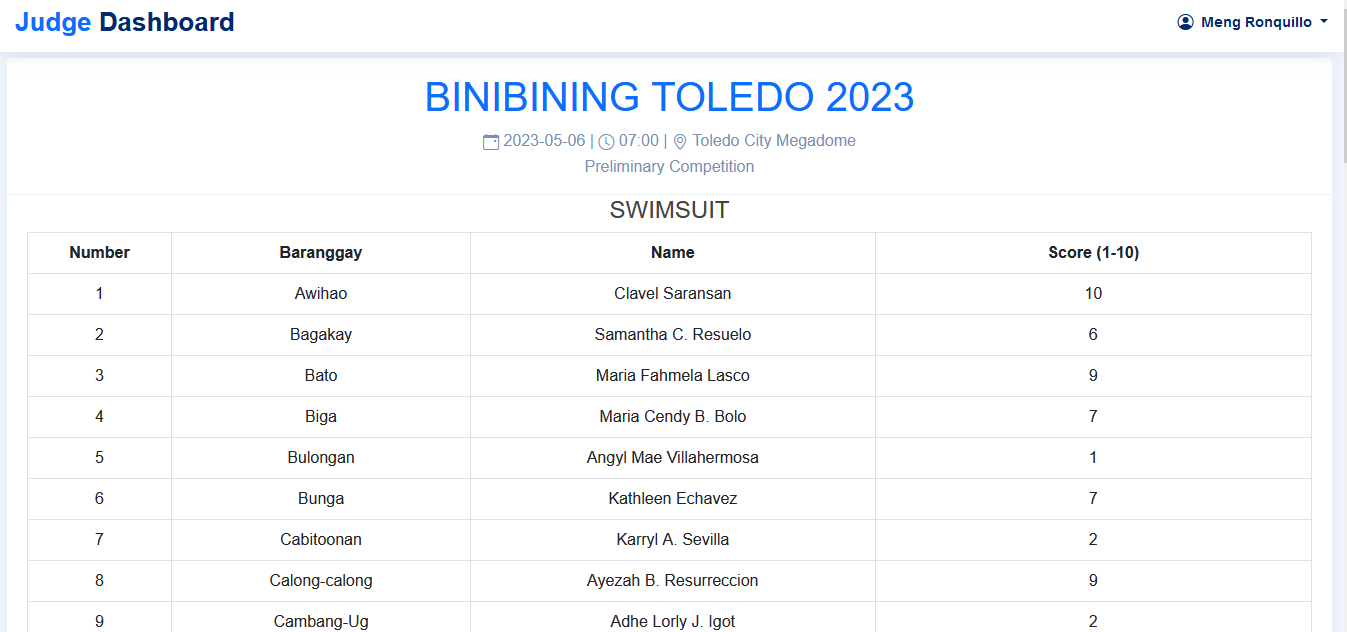 Judge Dashboard
Meng Ronquillo
BINIBINING TOLEDO 2023
2023-05-06 | 07:00 | Toledo City Megadome
Preliminary Competition
SWIMSUIT
Number Baranggay Name Score (1-10)
1 Awihao Clavel Saransan 10
2 Bagakay Samantha C. Resuelo 6
3 Bato Maria Fahmela Lasco 9
4 Biga Maria Cendy B. Bolo 7
5 Bulongan Angyl Mae Villahermosa 1
6 Bunga Kathleen Echavez 7
7 Cabitoonan Karryl A. Sevilla 2
8 Calong-calong Ayezah B. Resurreccion 9
9 Cambang-Ug Adhe Lorly J. Igot 2